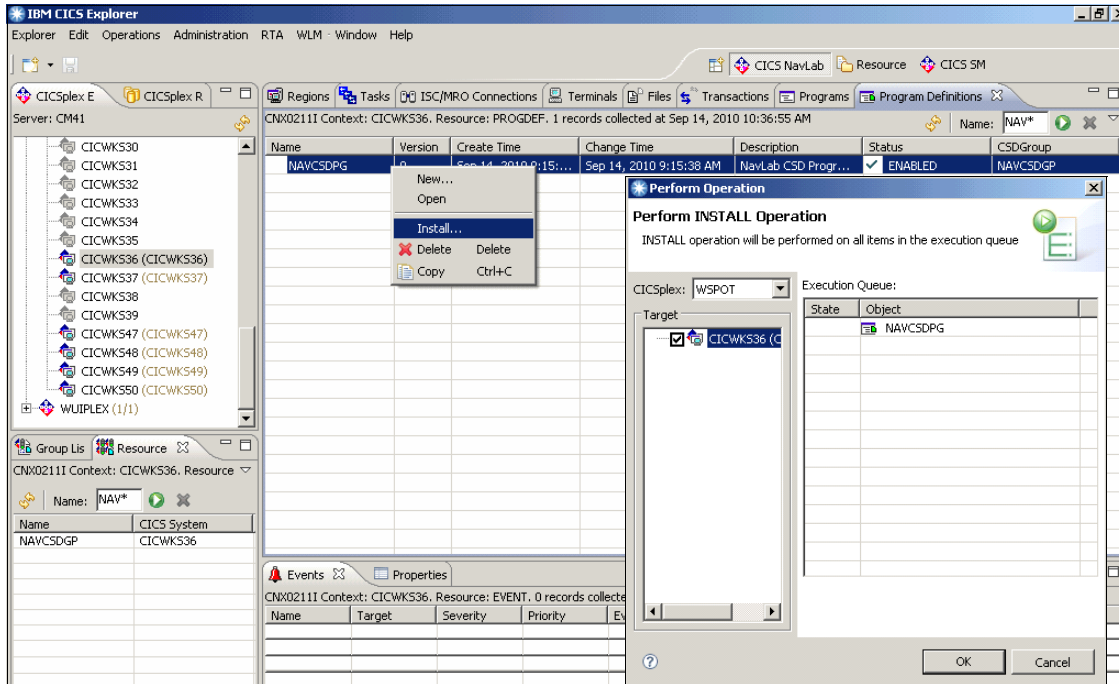 IBM CICS Explorer
Explorer Edit Operations Administration RTA WLM Window Help
CICS NavLab Resource CICS SM
CICSplex E CICSplex R
Regions Tasks ISC/MRO Connections Terminals Files Transactions Programs Program Definitions
Server: CM41
CNX0211I Context: CICWKS36. Resource: PROGDEF. 1 records collected at Sep 14, 2010 10:36:55 AM
Name: NAV*
CICWKS30
CICWKS31
CICWKS32
CICWKS33
CICWKS34
CICWKS35
CICWKS36 (CICWKS36)
CICWKS37 (CICWKS37)
CICWKS38
CICWKS39
CICWKS47 (CICWKS47)
CICWKS48 (CICWKS48)
CICWKS49 (CICWKS49)
CICWKS50 (CICWKS50)
WUIPLEX (1/1)
Name Version Create Time Change Time Description Status CSDGroup
NAVCSDPG 0 Sep 14, 2010 9:15:... Sep 14, 2010 9:15:38 AM NavLab CSD Progr... ENABLED NAVCSDGP
New...
Open
Install...
Delete Delete
Copy Ctrl+C
Perform Operation
Perform INSTALL Operation
INSTALL operation will be performed on all items in the execution queue
CICSplex: WSPOT
Target
CICWKS36 (C
Execution Queue:
State Object
NAVCSDPG
OK Cancel
Group Lis Resource
CNX0211I Context: CICWKS36. Resource
Name: NAV*
Name CICS System
NAVCSDGP CICWKS36
Events Properties
CNX0211I Context: CICWKS36. Resource: EVENT. 0 records collecte
Name Target Severity Priority Ev